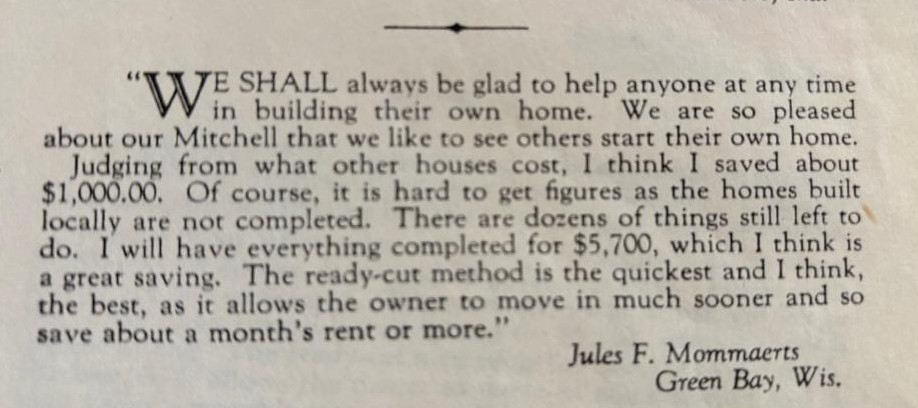 "WE SHALL always be glad to help anyone at any time
in building their own home. We are so pleased
about our Mitchell that we like to see others start their own home.
Judging from what other houses cost, I think I saved about
$1,000.00. Of course, it is hard to get figures as the homes built
locally are not completed. There are dozens of things still left to
do. I will have everything completed for $5,700, which I think is
a great saving. The ready-cut method is the quickest and I think,
the best, as it allows the owner to move in much sooner and so
save about a month's rent or more."
Jules F. Mommaerts
Green Bay, Wis.